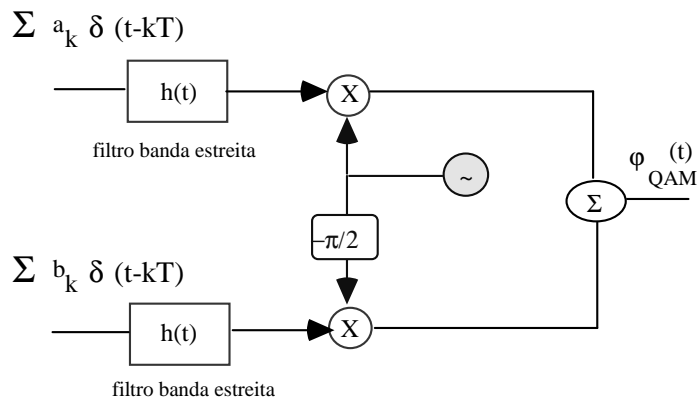 Σ a_k δ (t-kT)
h(t)
X
filtro banda estreita
φ_QAM (t)
~
Σ
–π/2
Σ b_k δ (t-kT)
h(t)
X
filtro banda estreita